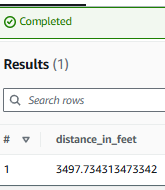 Completed
Results (1)
Search rows
# distance_in_feet
1 3497.734313473342